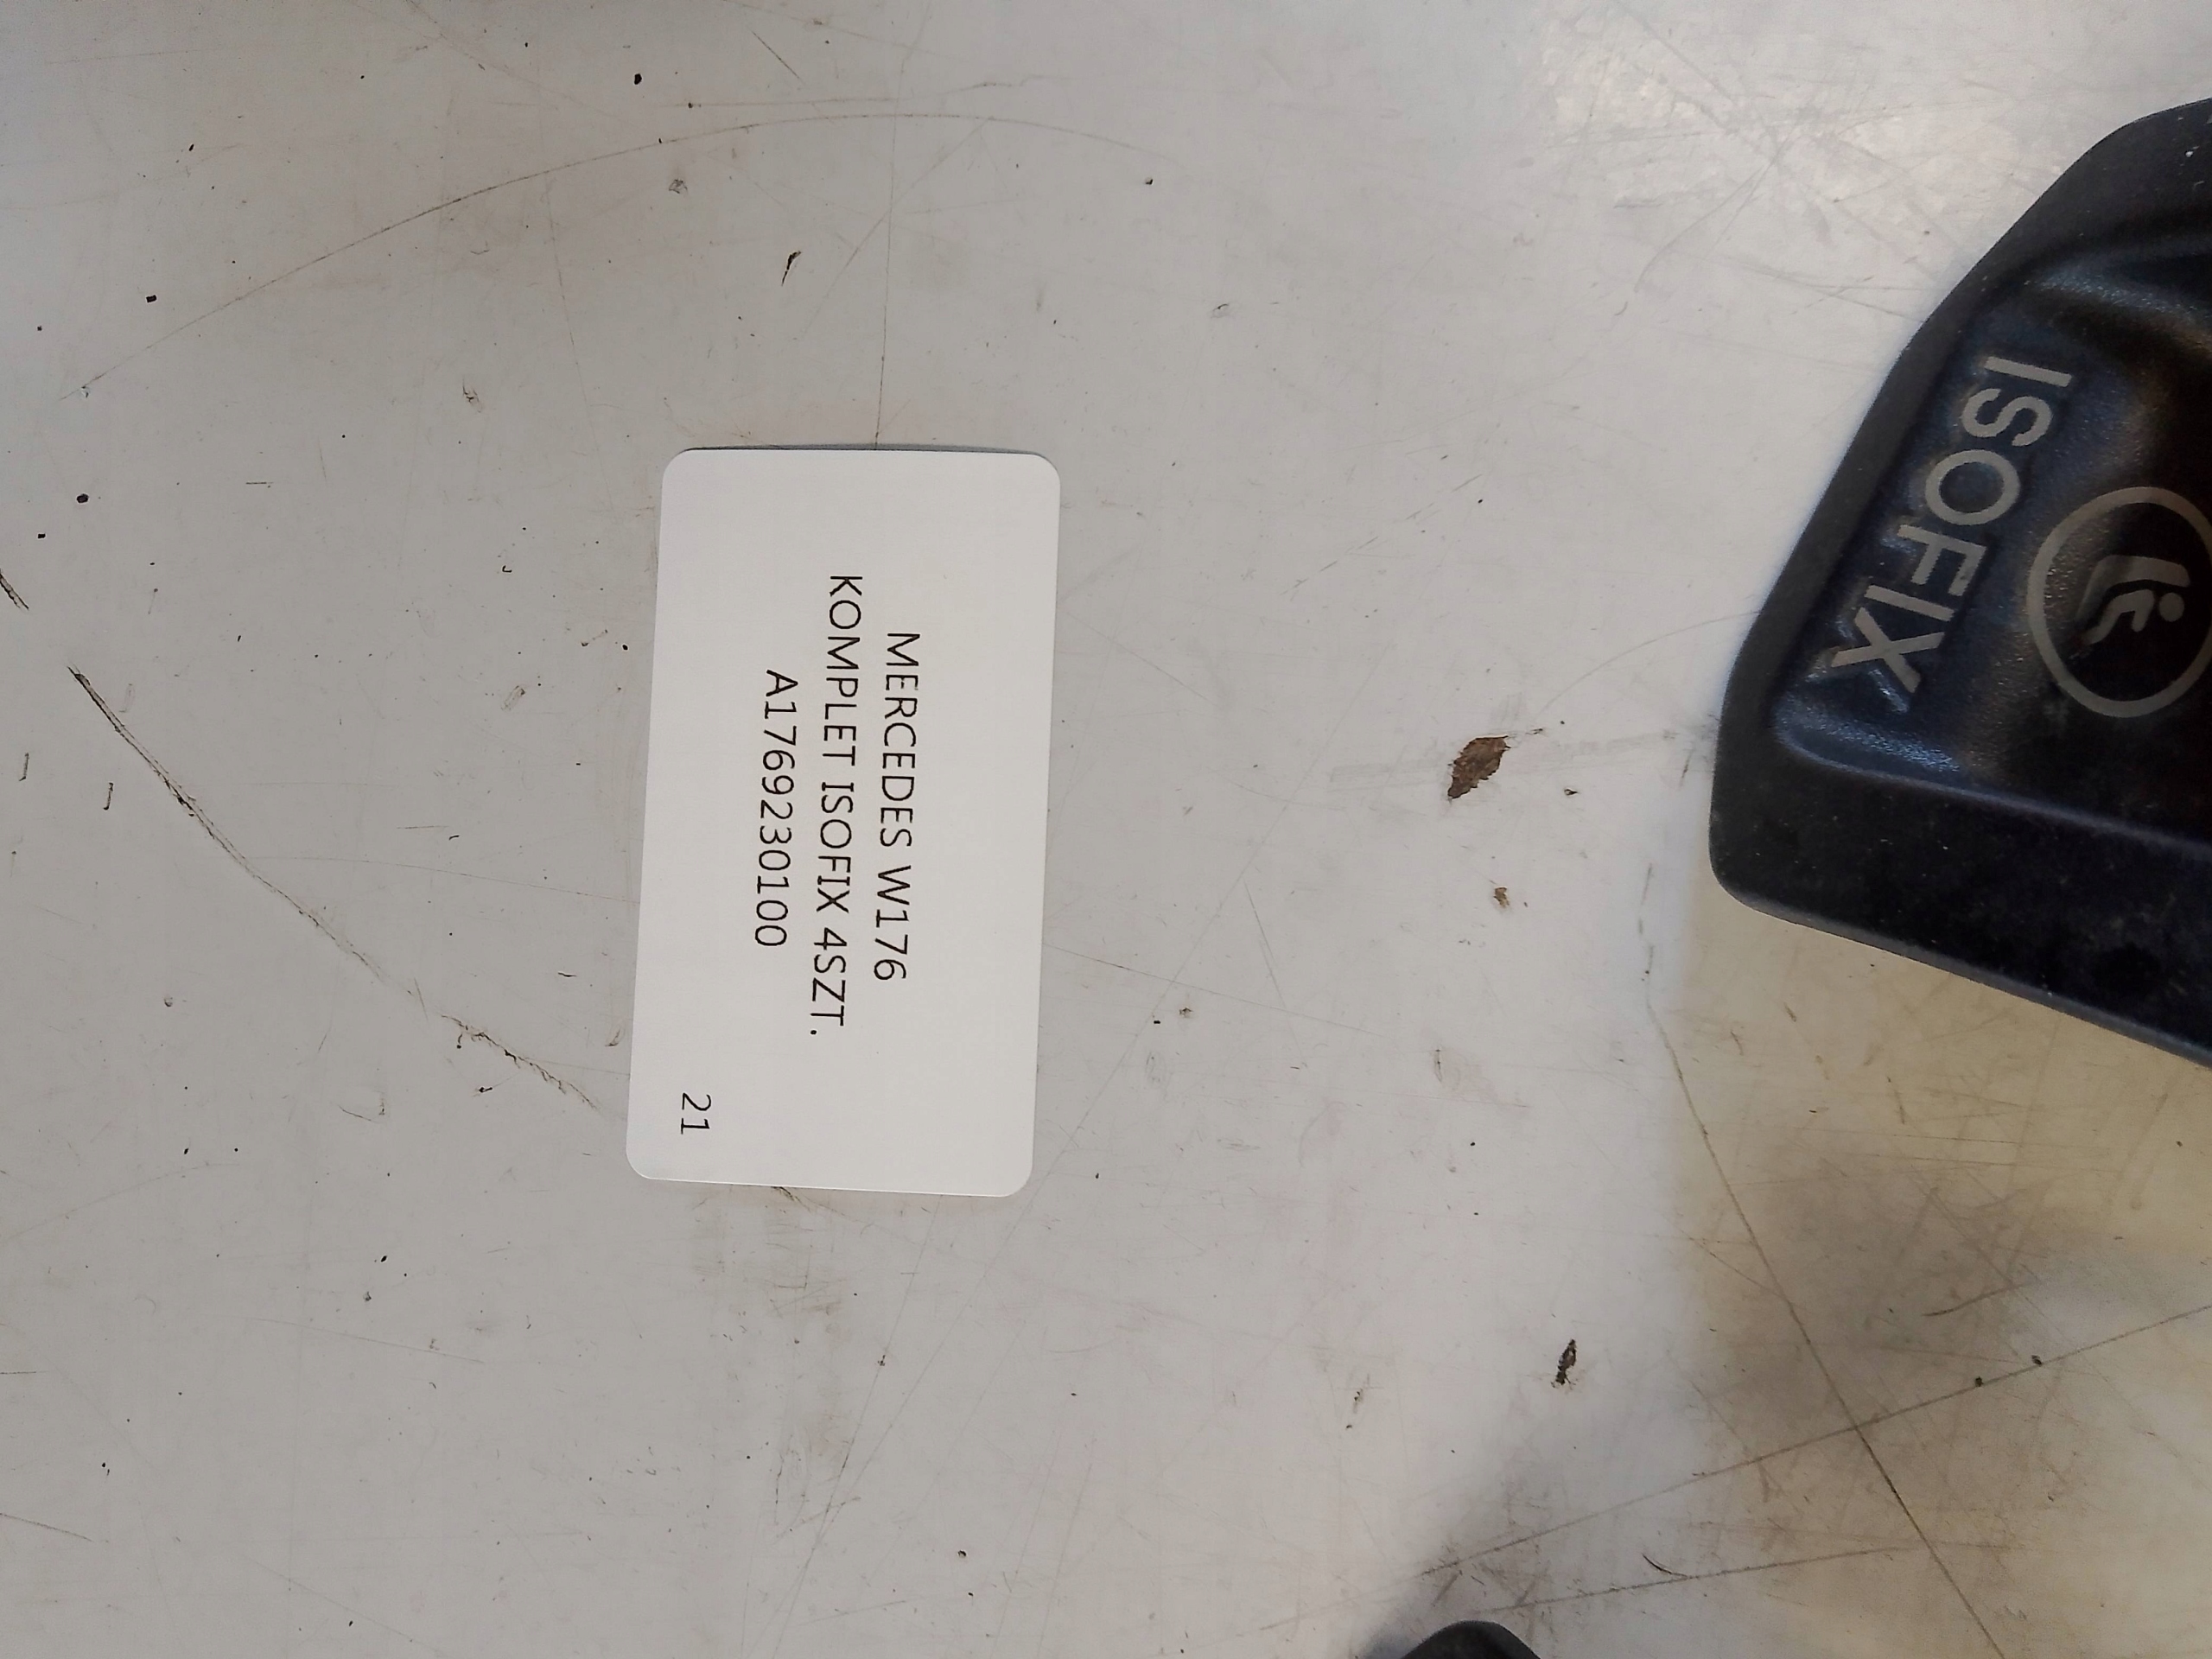 MERCEDES W176
KOMPLET ISOFIX 4SZT.
A1769230100
21
ISOFIX